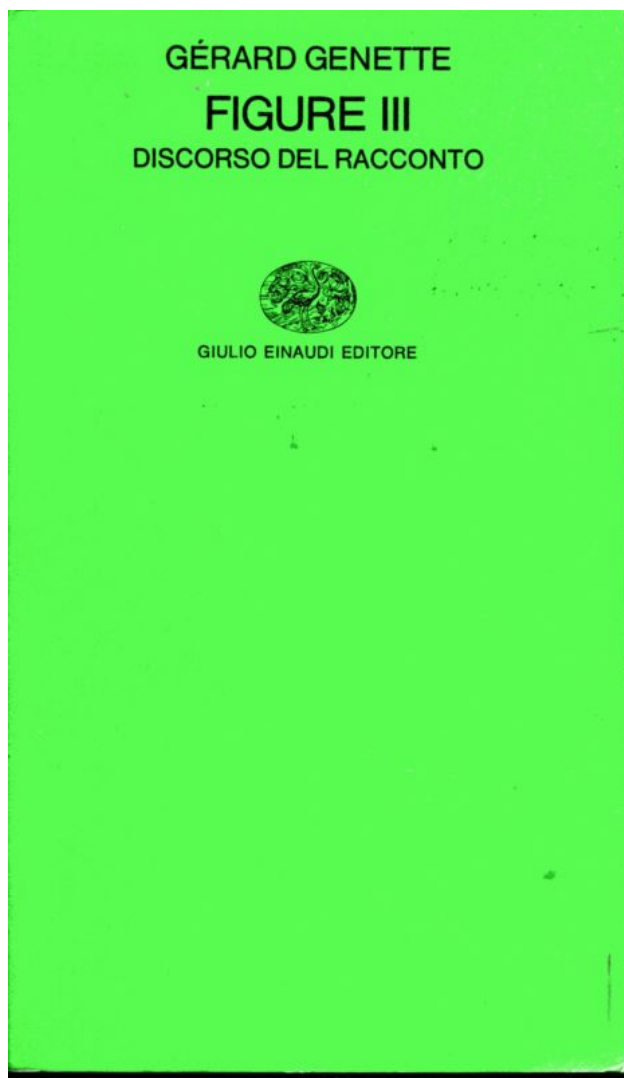 GÉRARD GENETTE
FIGURE III
DISCORSO DEL RACCONTO
GIULIO EINAUDI EDITORE